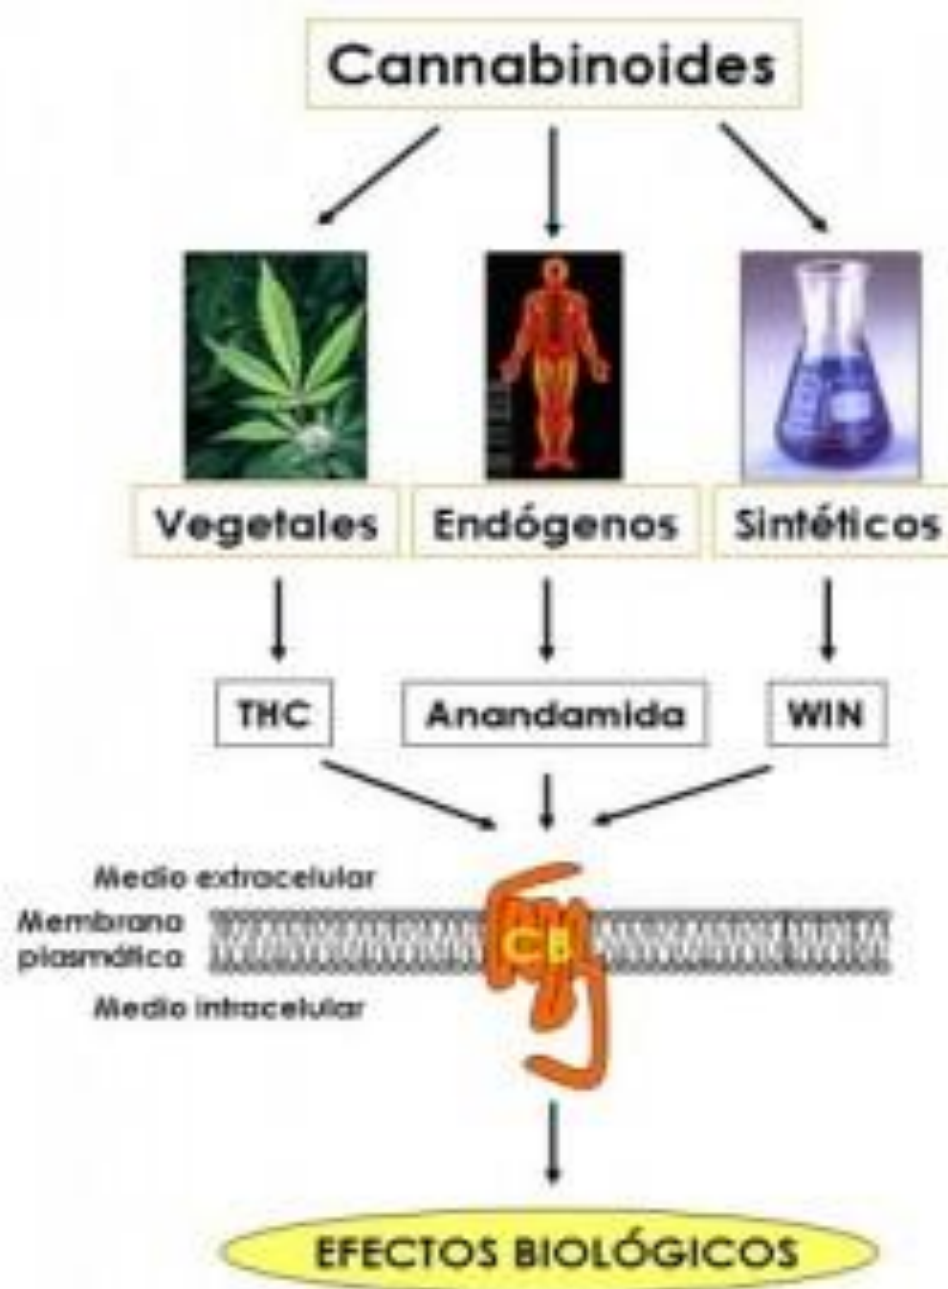 Cannabinoides
Vegetales
Endógenos
Sintéticos
THC
Anandamida
WIN
Medio extracelular
Membrana
plasmática
Medio intracelular
CB
EFECTOS BIOLÓGICOS